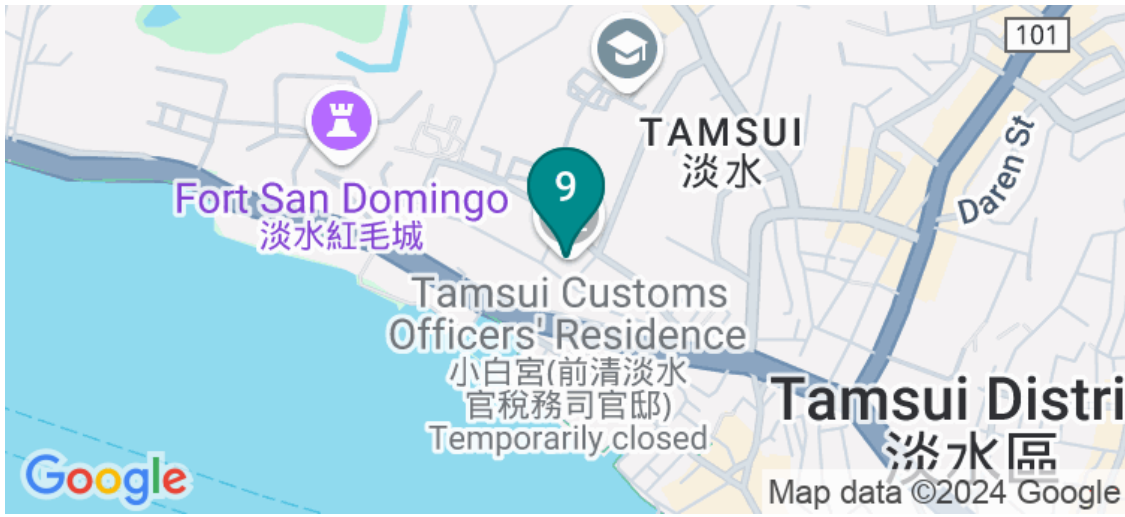 101
TAMSUI
淡水
Daren St
9
Fort San Domingo
淡水紅毛城
Tamsui Customs
Officers' Residence
小白宮(前清淡水
官稅務司官邸)
Temporarily closed
Tamsui Distri
淡水區
Google
Map data ©2024 Google